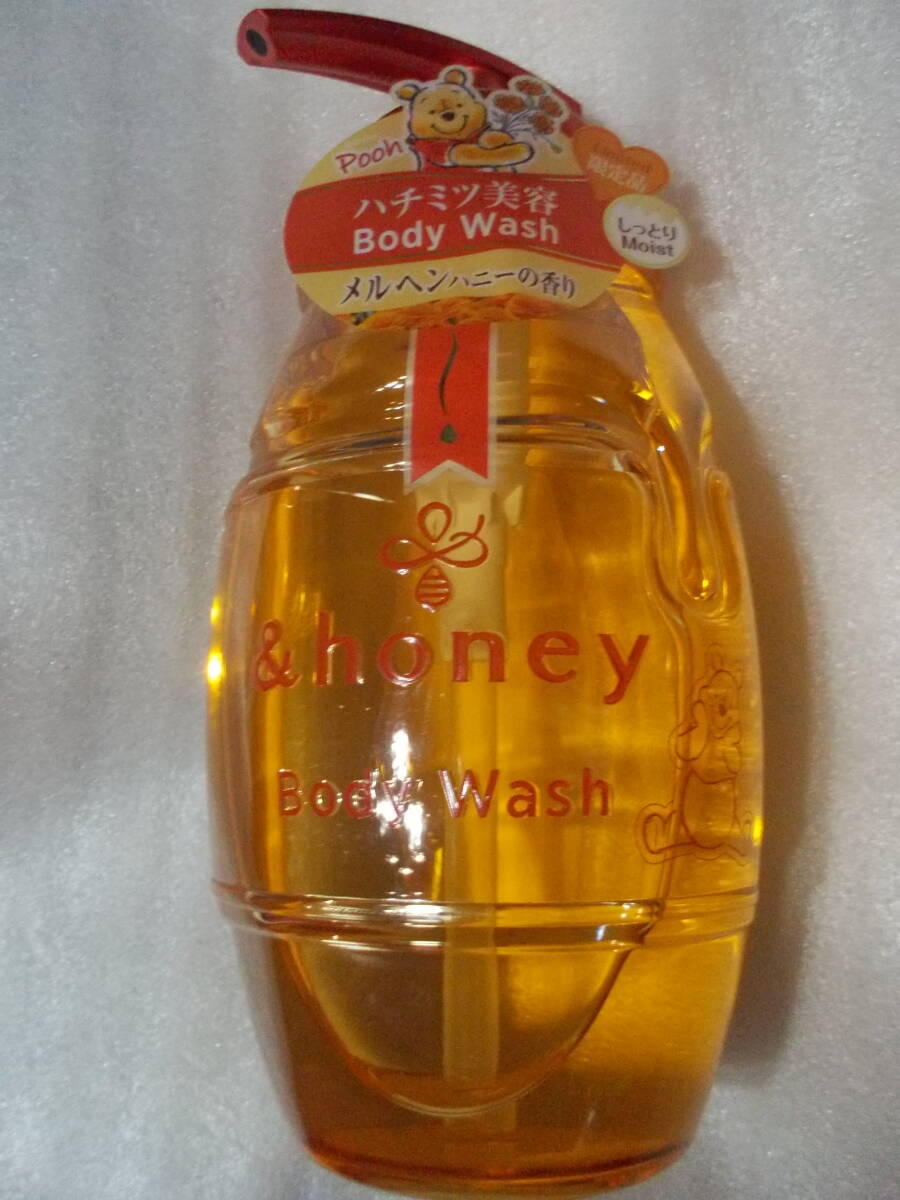 Pooh
ハチミツ美容
Body Wash
メルヘンハニーの香り
限定品
しっとり
Moist
&honey
Body Wash